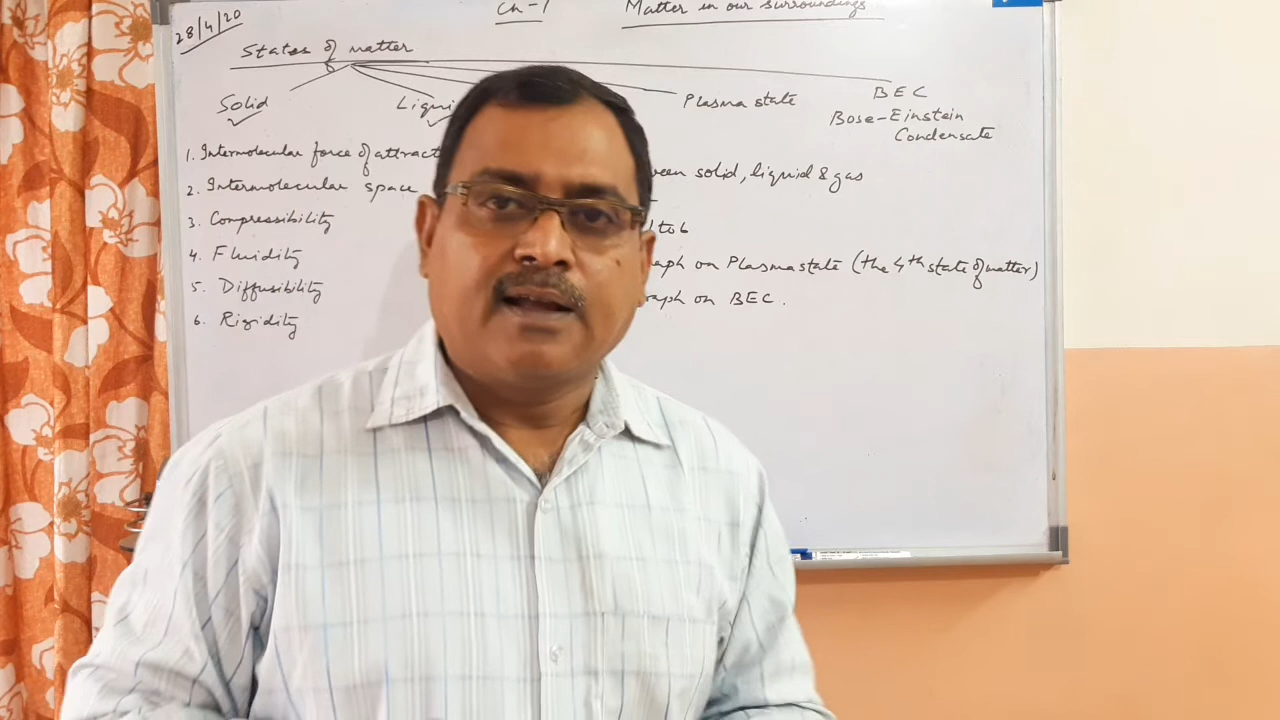 28/4/20
Ch-1 Matter in our surroundings
States of matter
Solid
Plasma state
BEC
Bose-Einstein
Condensate
1. Intermolecular force of
2. Intermolecular space
3. Compressibility
4. Fluidity
5. Diffusibility
6. Rigidity
solid, liquid & gas
to 6
on Plasma state (the 4th state of matter)
on BEC.